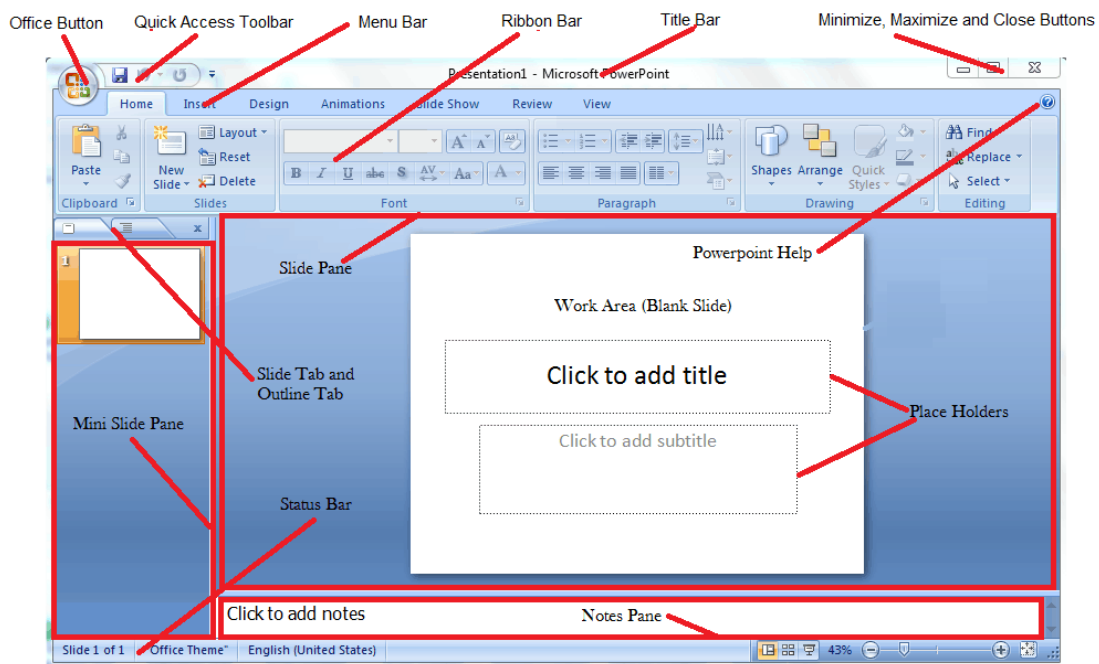 Office Button Quick Access Toolbar Menu Bar Ribbon Bar Title Bar Minimize, Maximize and Close Buttons
Presentation1 - Microsoft PowerPoint
Home Insert Design Animations Slide Show Review View
Paste
New
Slide
Layout
Reset
Delete
B I U abe S AV Aa A
A A
Shapes Arrange Quick
Styles
Find
Replace
Select
Clipboard Slides Font Paragraph Drawing Editing
1
x
Slide Pane
Powerpoint Help
Work Area (Blank Slide)
Slide Tab and
Outline Tab
Click to add title
Mini Slide Pane
Place Holders
Click to add subtitle
Status Bar
Click to add notes
Notes Pane
Slide 1 of 1 "Office Theme" English (United States) 43%